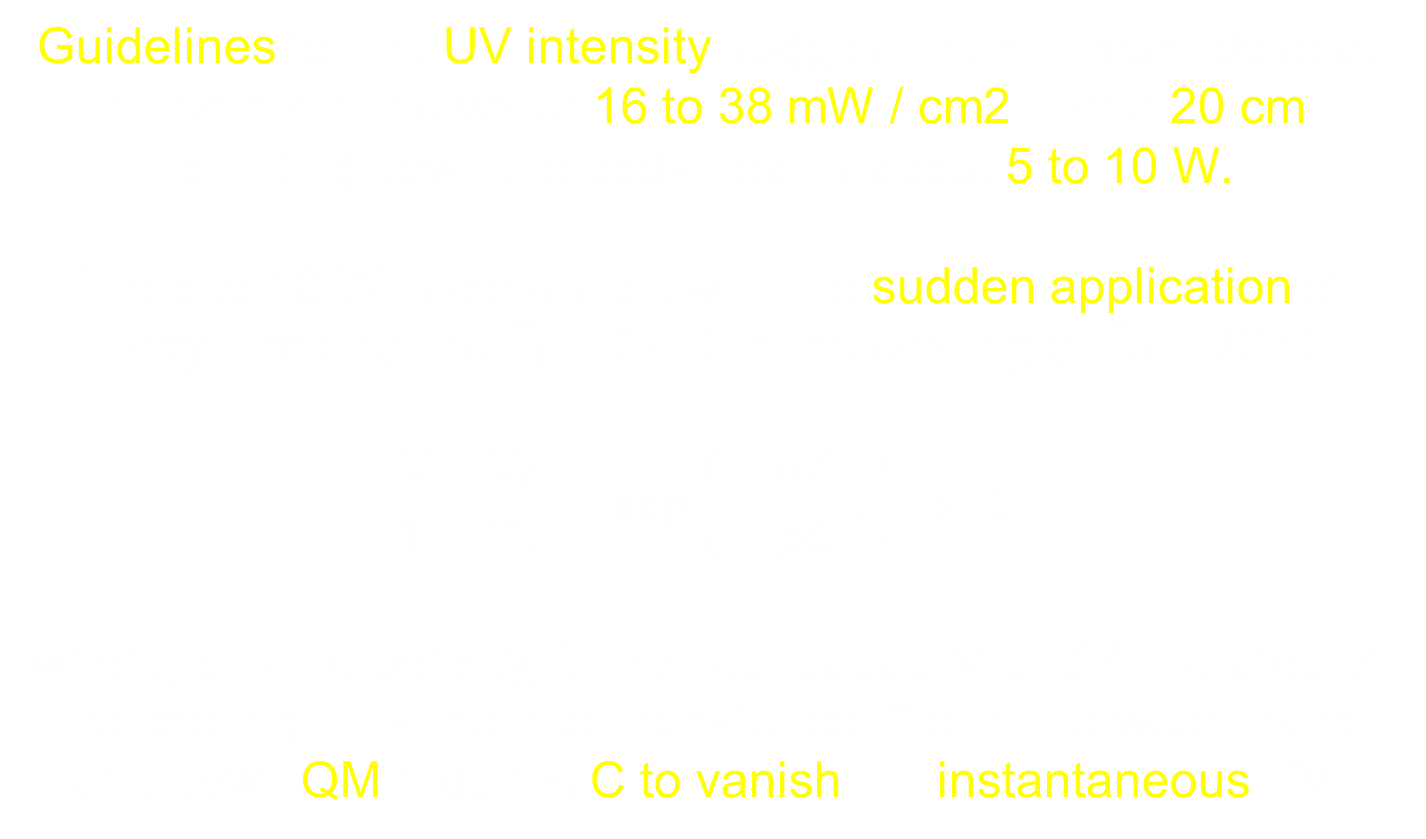 Guidelines UV intensity
16 to 38 mW / cm2 20 cm
5 to 10 W.
sudden application
QM C to vanish instantaneous